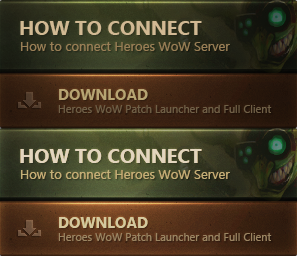 HOW TO CONNECT
How to connect Heroes WoW Server
DOWNLOAD
Heroes WoW Patch Launcher and Full Client
HOW TO CONNECT
How to connect Heroes WoW Server
DOWNLOAD
Heroes WoW Patch Launcher and Full Client